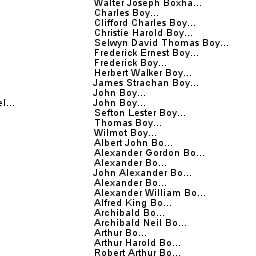 Walter Joseph Boxha...
Charles Boy...
Clifford Charles Boy...
Christie Harold Boy...
Selwyn David Thomas Boy...
Frederick Ernest Boy...
Frederick Boy...
Herbert Walker Boy...
James Strachan Boy...
John Boy...
el... John Boy...
Sefton Lester Boy...
Thomas Boy...
Wilmot Boy...
Albert John Bo...
Alexander Gordon Bo...
Alexander Bo...
John Alexander Bo...
Alexander Bo...
Alexander William Bo...
Alfred King Bo...
Archibald Bo...
Archibald Neil Bo...
Arthur Bo...
Arthur Harold Bo...
Robert Arthur Bo...